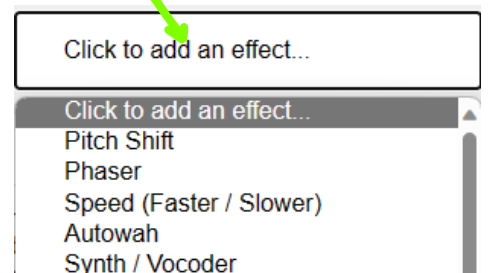 Click to add an effect...
Click to add an effect...
Pitch Shift
Phaser
Speed (Faster / Slower)
Autowah
Synth / Vocoder